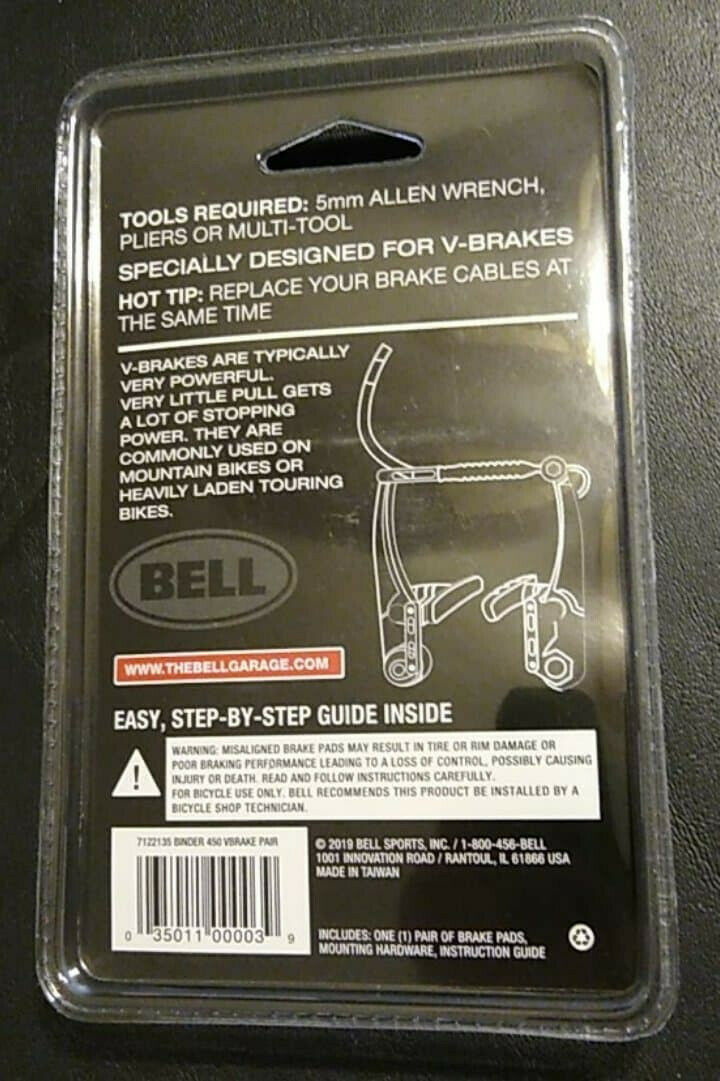 TOOLS REQUIRED: 5mm ALLEN WRENCH,
PLIERS OR MULTI-TOOL
SPECIALLY DESIGNED FOR V-BRAKES
HOT TIP: REPLACE YOUR BRAKE CABLES AT
THE SAME TIME
V-BRAKES ARE TYPICALLY
VERY POWERFUL.
VERY LITTLE PULL GETS
A LOT OF STOPPING
POWER. THEY ARE
COMMONLY USED ON
MOUNTAIN BIKES OR
HEAVILY LADEN TOURING
BIKES.
BELL
WWW.THEBELLGARAGE.COM
EASY, STEP-BY-STEP GUIDE INSIDE
WARNING: MISALIGNED BRAKE PADS MAY RESULT IN TIRE OR RIM DAMAGE OR
POOR BRAKING PERFORMANCE LEADING TO A LOSS OF CONTROL, POSSIBLY CAUSING
INJURY OR DEATH. READ AND FOLLOW INSTRUCTIONS CAREFULLY.
FOR BICYCLE USE ONLY. BELL RECOMMENDS THIS PRODUCT BE INSTALLED BY A
BICYCLE SHOP TECHNICIAN.
7122135 BINDER 450 VBRAKE PAIR
0 35011 00003 9
© 2019 BELL SPORTS, INC. / 1-800-456-BELL
1001 INNOVATION ROAD / RANTOUL, IL 61866 USA
MADE IN TAIWAN
INCLUDES: ONE (1) PAIR OF BRAKE PADS,
MOUNTING HARDWARE, INSTRUCTION GUIDE